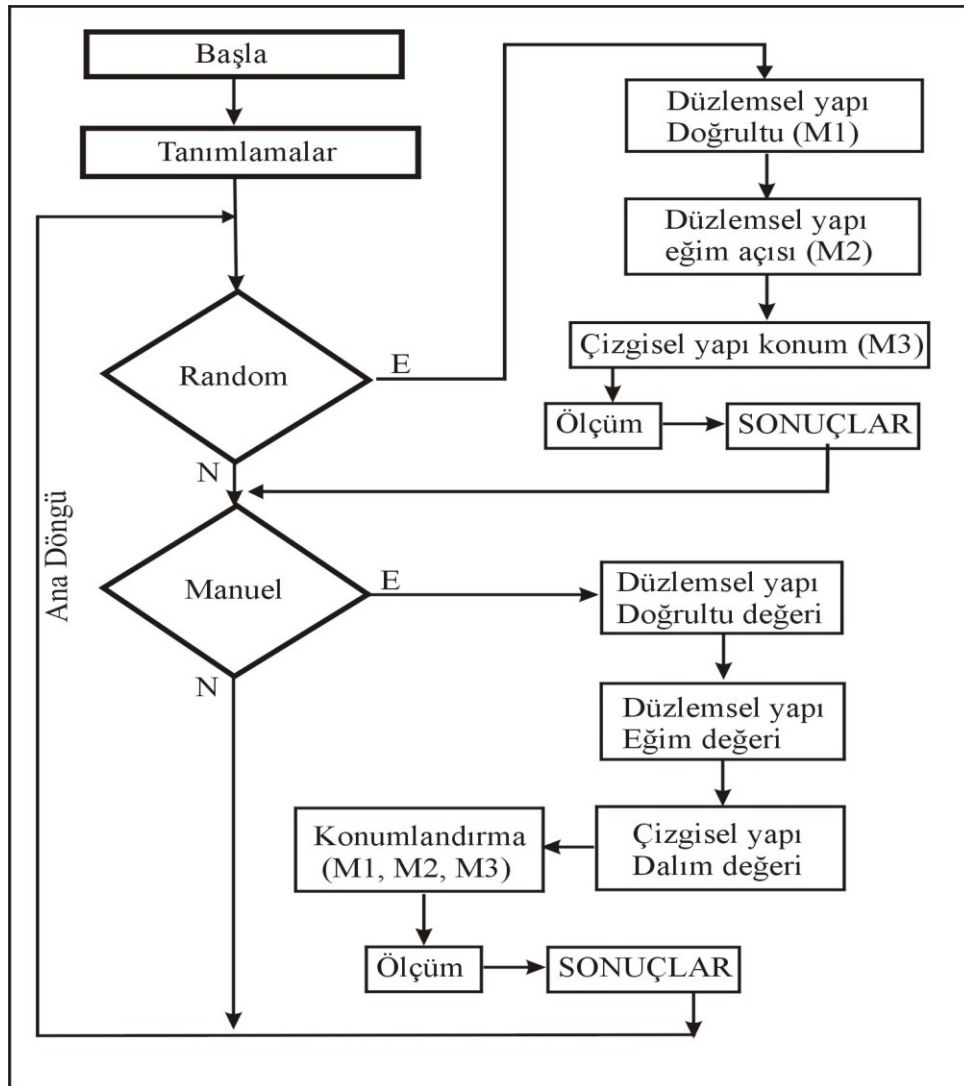 Başla
Tanımlamalar
Random
E
N
Düzlemsel yapı
Doğrultu (M1)
Düzlemsel yapı
eğim açısı (M2)
Çizgisel yapı konum (M3)
Ölçüm
SONUÇLAR
Ana Döngü
Manuel
E
N
Düzlemsel yapı
Doğrultu değeri
Düzlemsel yapı
Eğim değeri
Çizgisel yapı
Dalım değeri
Konumlandırma
(M1, M2, M3)
Ölçüm
SONUÇLAR